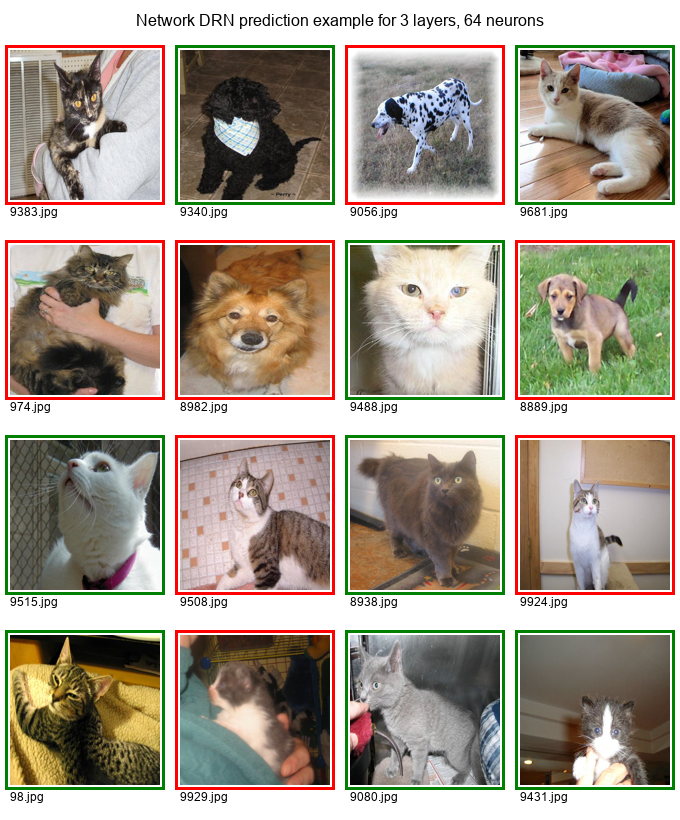 Network DRN prediction example for 3 layers, 64 neurons
~ Perry ~
9383.jpg
9340.jpg
9056.jpg
9681.jpg
974.jpg
8982.jpg
9488.jpg
8889.jpg
9515.jpg
9508.jpg
8938.jpg
9924.jpg
98.jpg
9929.jpg
9080.jpg
9431.jpg